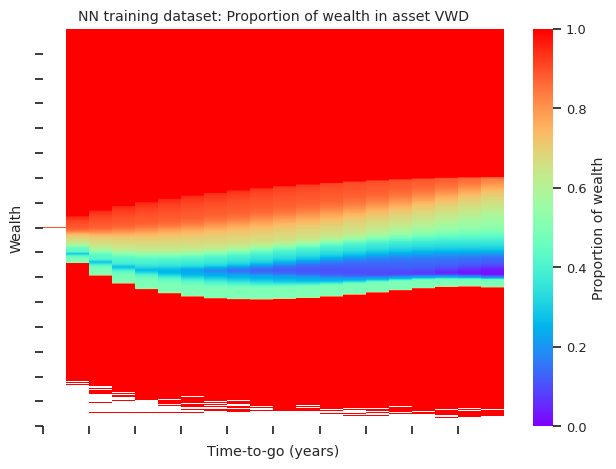 NN training dataset: Proportion of wealth in asset VWD
Wealth
Time-to-go (years)
1.0
0.8
0.6
0.4
0.2
0.0
Proportion of wealth